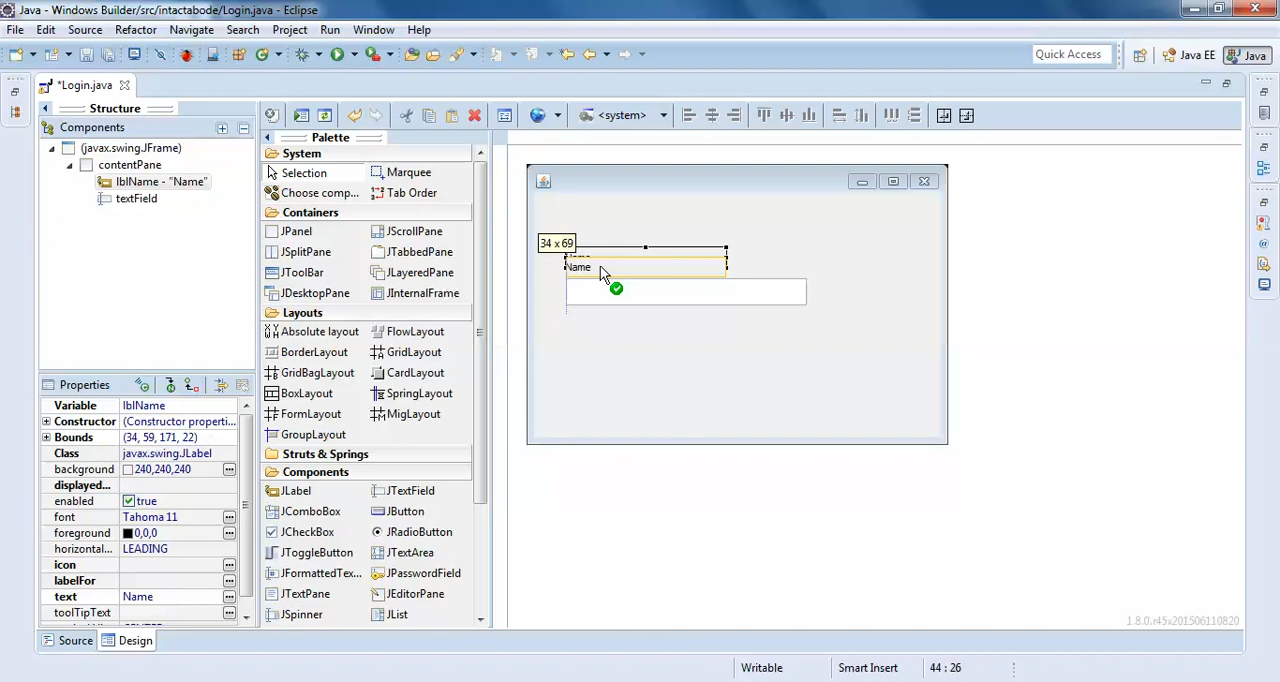 Java - Windows Builder/src/intactabode/Login.java - Eclipse
File Edit Source Refactor Navigate Search Project Run Window Help
Quick Access Java EE Java
*Login.java
Structure
Components
(javax.swing.JFrame)
contentPane
lblName - "Name"
textField
Properties
Variable lblName
Constructor (Constructor properti...
Bounds (34, 59, 171, 22)
Class javax.swing.JLabel
background 240,240,240
displayed...
enabled true
font Tahoma 11
foreground 0,0,0
horizontal... LEADING
icon
labelFor
text Name
toolTipText
Source Design
<system>
Palette
System
Selection Marquee
Choose comp... Tab Order
Containers
JPanel JScrollPane
JSplitPane JTabbedPane
JToolBar JLayeredPane
JDesktopPane JInternalFrame
Layouts
Absolute layout FlowLayout
BorderLayout GridLayout
GridBagLayout CardLayout
BoxLayout SpringLayout
FormLayout MigLayout
GroupLayout
Struts & Springs
Components
JLabel JTextField
JComboBox JButton
JCheckBox JRadioButton
JToggleButton JTextArea
JFormattedTex... JPasswordField
JTextPane JEditorPane
JSpinner JList
34 x 69
Name
1.8.0.r45x201506110820
Writable Smart Insert 44 : 26